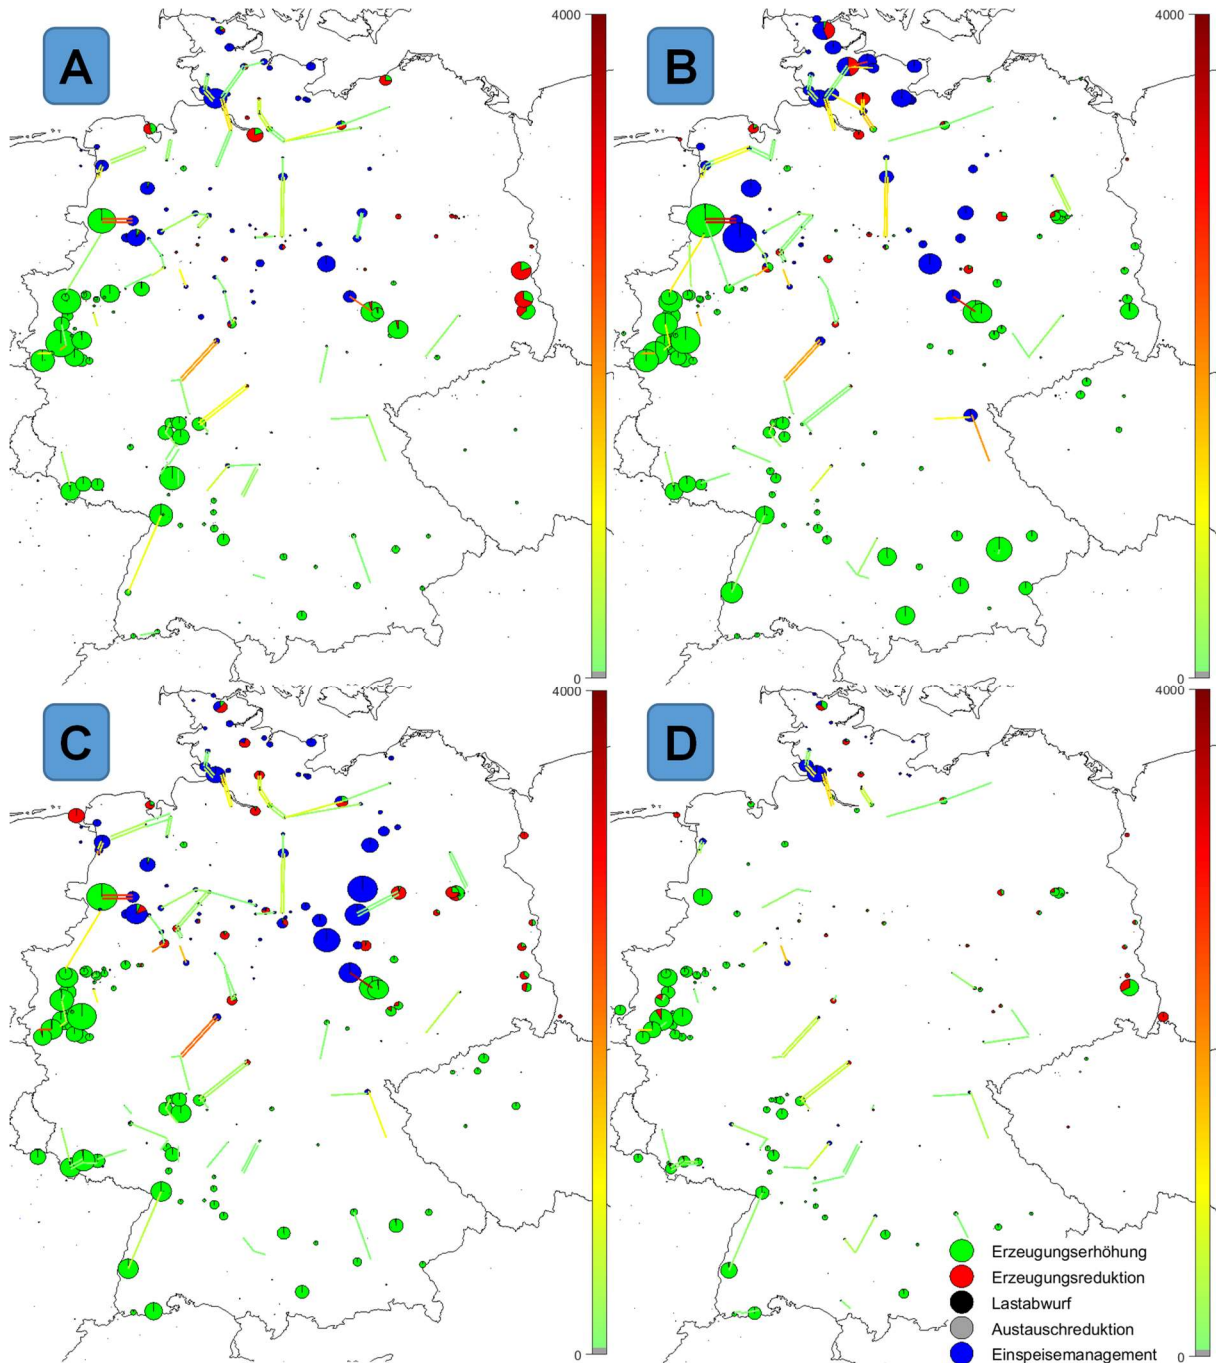 A
4000
0
B
4000
0
C
4000
0
D
4000
0
Erzeugungserhöhung
Erzeugungsreduktion
Lastabwurf
Austauschreduktion
Einspeisemanagement